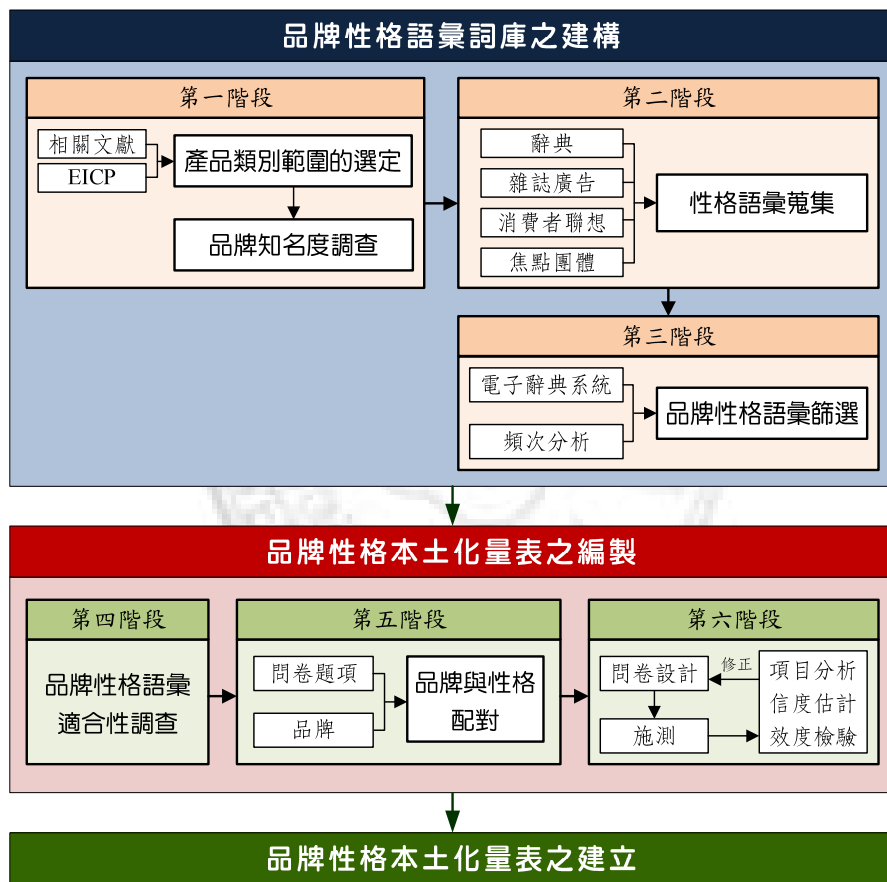 品牌性格語彙詞庫之建構
第一階段
相關文獻
EICP
產品類別範圍的選定
品牌知名度調查
第二階段
辭典
雜誌廣告
消費者聯想
焦點團體
性格語彙蒐集
第三階段
電子辭典系統
頻次分析
品牌性格語彙篩選
品牌性格本土化量表之編製
第四階段
品牌性格語彙
適合性調查
第五階段
問卷題項
品牌
品牌與性格
配對
第六階段
問卷設計
施測
修正
項目分析
信度估計
效度檢驗
品牌性格本土化量表之建立